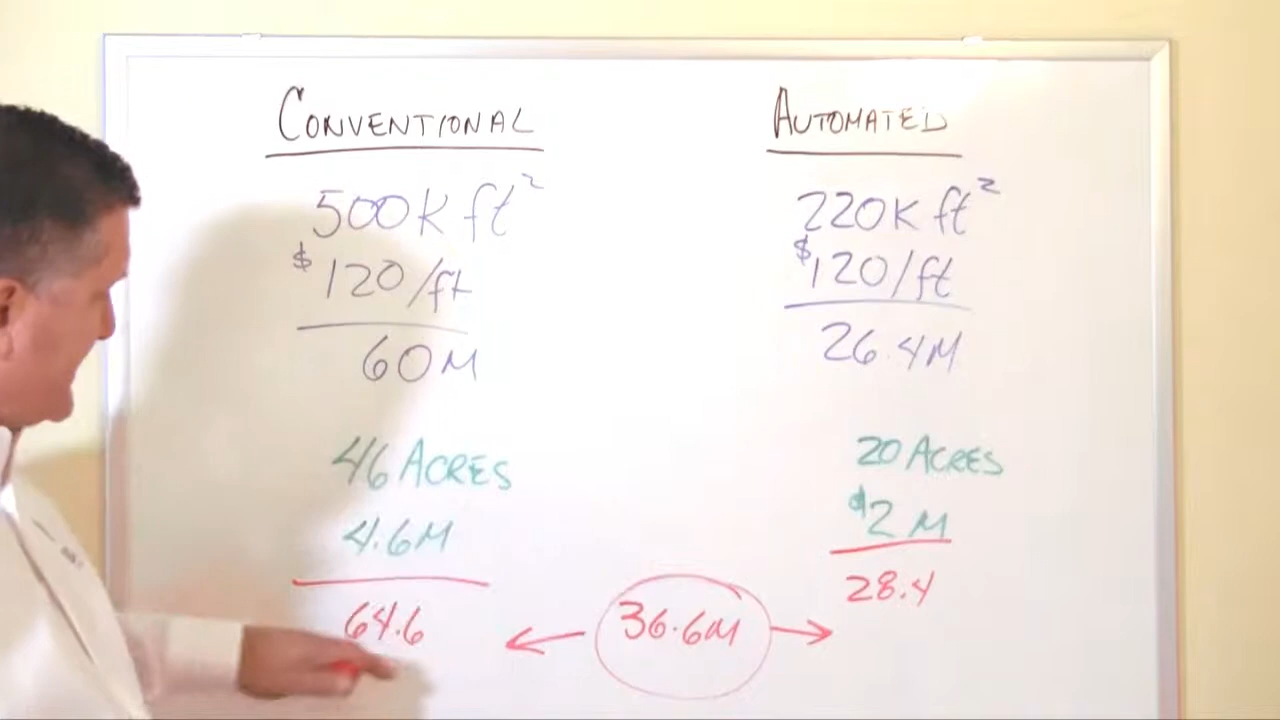 CONVENTIONAL
500K ft²
$120/ft
60M
46 ACRES
4.6M
64.6
36.6M
AUTOMATED
220K ft²
$120/ft
26.4M
20 ACRES
$2M
28.4